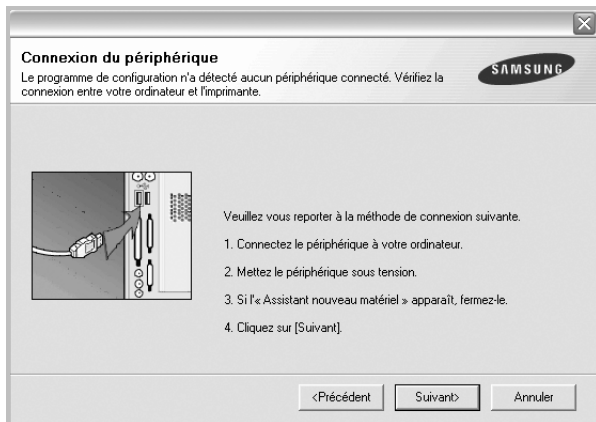 Connexion du périphérique
Le programme de configuration n'a détecté aucun périphérique connecté. Vérifiez la
connexion entre votre ordinateur et l'imprimante.
SAMSUNG
Veuillez vous reporter à la méthode de connexion suivante.
1. Connectez le périphérique à votre ordinateur.
2. Mettez le périphérique sous tension.
3. Si l'« Assistant nouveau matériel » apparaît, fermez-le.
4. Cliquez sur [Suivant].
<Précédent
Suivant>
Annuler